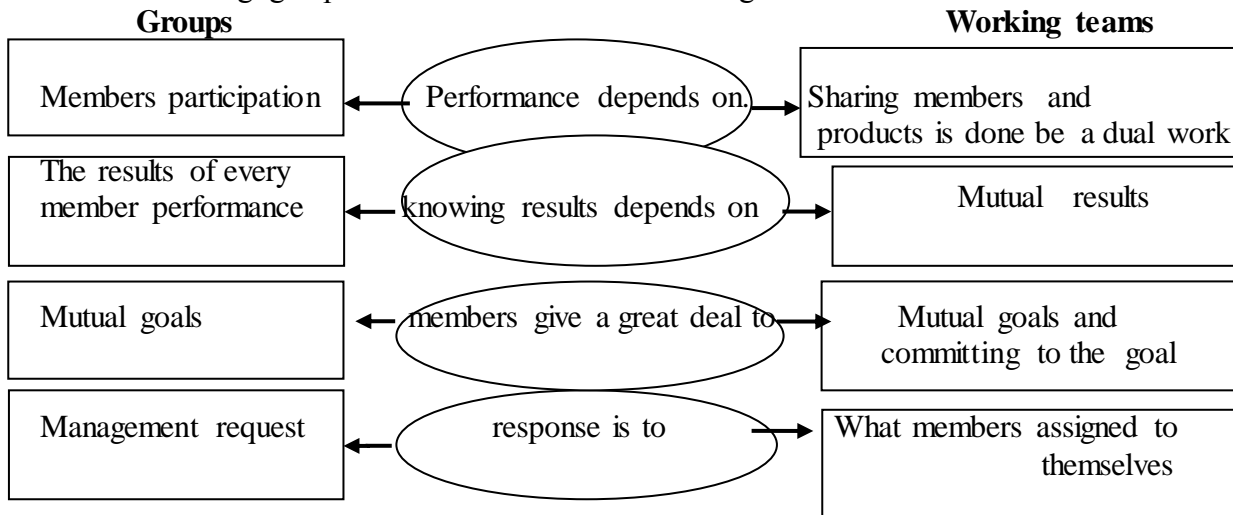 Groups
Working teams
Members participation
Performance depends on.
Sharing members and
products is done be a dual work
The results of every
member performance
knowing results depends on
Mutual results
Mutual goals
members give a great deal to
Mutual goals and
committing to the goal
Management request
response is to
What members assigned to
themselves